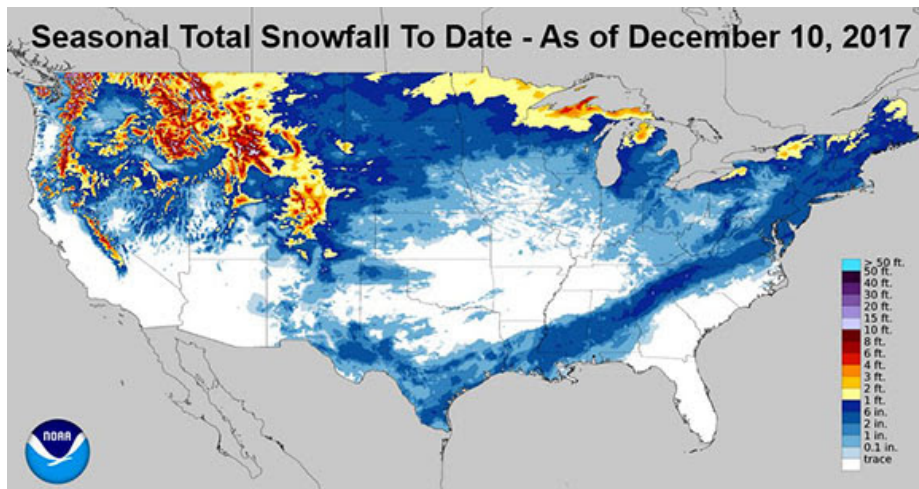 Seasonal Total Snowfall To Date - As of December 10, 2017
> 50 ft.
50 ft.
40 ft.
30 ft.
20 ft.
15 ft.
10 ft.
8 ft.
6 ft.
4 ft.
3 ft.
2 ft.
1 ft.
6 in.
2 in.
1 in.
0.1 in.
trace
NOAA